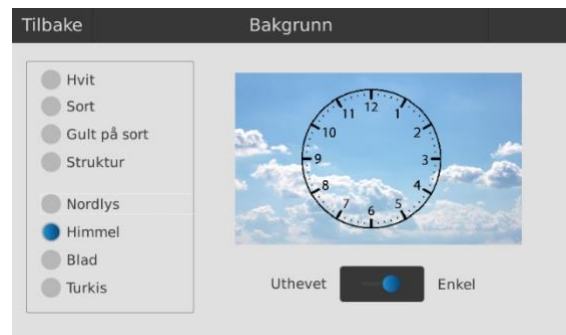 Tilbake Bakgrunn
Hvit
Sort
Gult på sort
Struktur
Nordlys
Himmel
Blad
Turkis
12
11 1
10 2
9 3
8 4
7 5
6
Uthevet Enkel